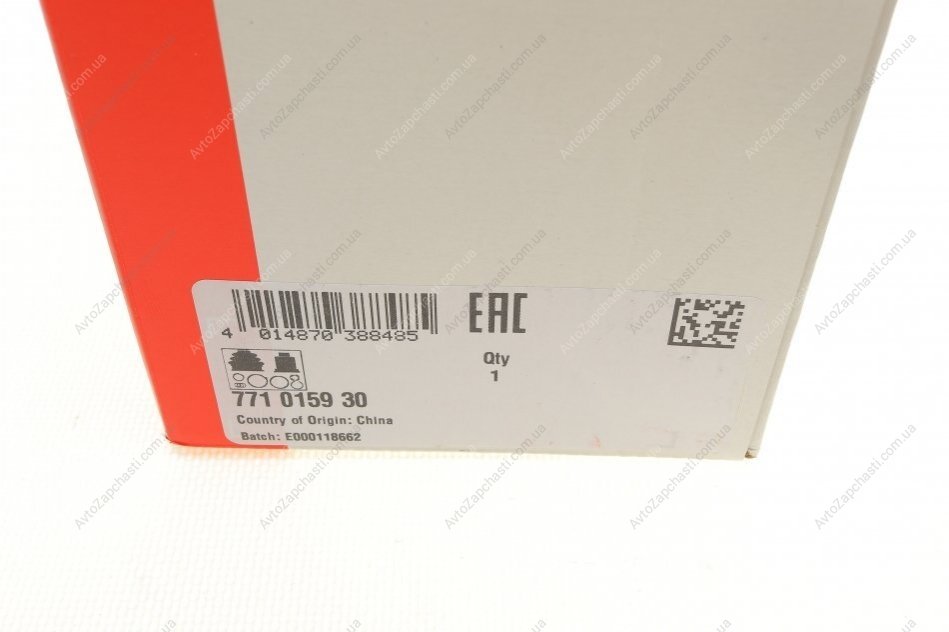 4 014870 388485
EAC
Qty
1
771 0159 30
Country of Origin: China
Batch: E000118662
AvtoZapchasti.com.ua